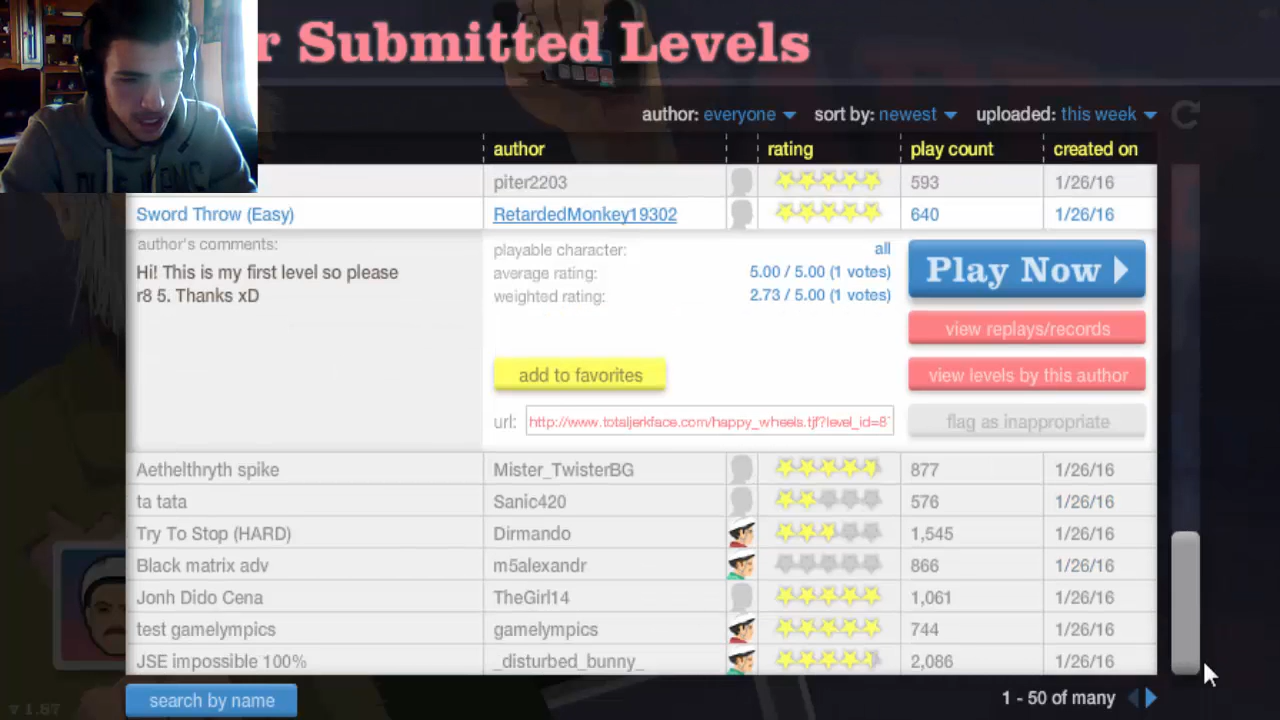 r Submitted Levels
author: everyone sort by: newest uploaded: this week
author rating play count created on
piter2203 593 1/26/16
Sword Throw (Easy) RetardedMonkey19302 640 1/26/16
author's comments:
Hi! This is my first level so please
r8 5. Thanks xD
playable character: all
average rating: 5.00 / 5.00 (1 votes)
weighted rating: 2.73 / 5.00 (1 votes)
add to favorites
url: http://www.totaljerkface.com/happy_wheels.tjf?level_id=8
Play Now
view replays/records
view levels by this author
flag as inappropriate
Aethelthryth spike Mister_TwisterBG 877 1/26/16
ta tata Sanic420 576 1/26/16
Try To Stop (HARD) Dirmando 1,545 1/26/16
Black matrix adv m5alexandr 866 1/26/16
Jonh Dido Cena TheGirl14 1,061 1/26/16
test gamelympics gamelympics 744 1/26/16
JSE impossible 100% _disturbed_bunny_ 2,086 1/26/16
search by name
1 - 50 of many
v 1.87